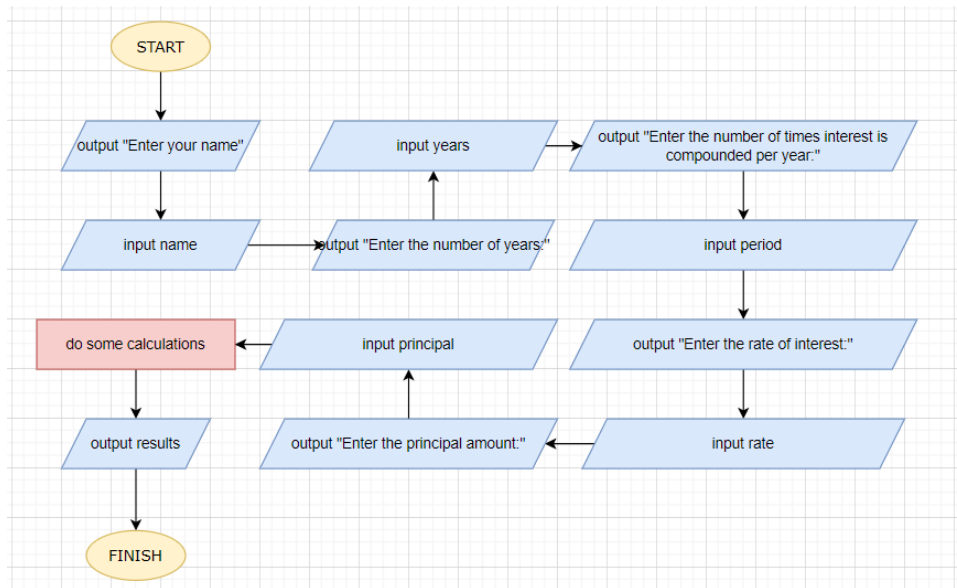 START
output "Enter your name"
input name
output "Enter the number of years:"
input years
output "Enter the number of times interest is
compounded per year:"
input period
output "Enter the rate of interest:"
input rate
output "Enter the principal amount:"
input principal
do some calculations
output results
FINISH